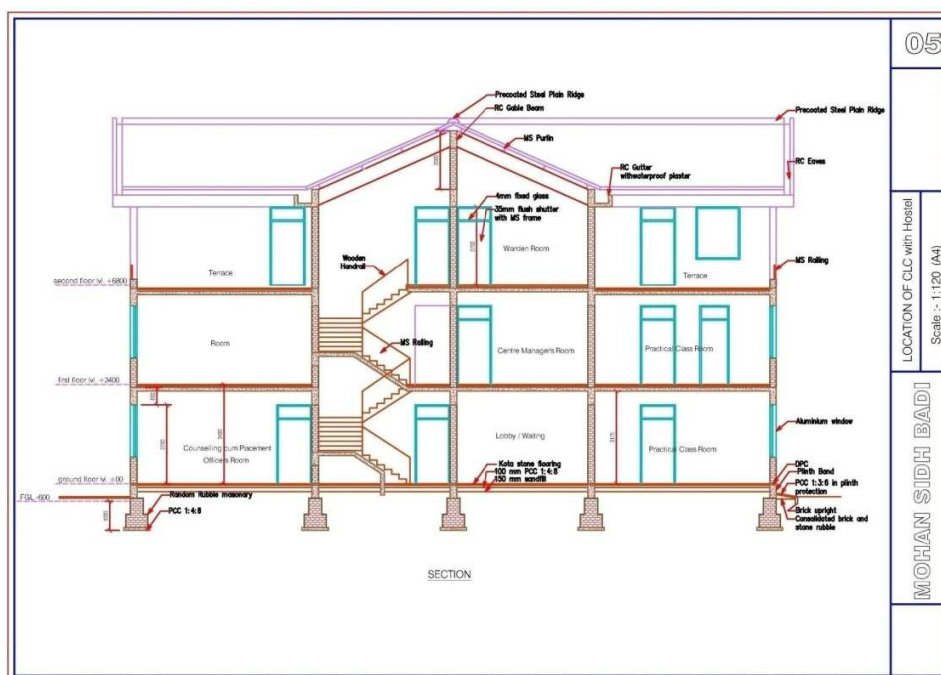 05
Precoated Steel Plain Ridge
RC Gable Beam
Precoated Steel Plain Ridge
MS Purlin
RC Eaves
RC Gutter
withwaterproof plaster
4mm fixed glass
35mm flush shutter
with MS frame
Warden Room
Wooden
Handrail
Terrace
Terrace
MS Railing
second floor lvl. +6800
Room
MS Railing
Centre Manager's Room
Practical Class Room
first floor lvl. +3400
LOCATION OF CLC with Hostel
Scale :- 1:120 (A4)
MOHAN SIDH BADI
Aluminium window
Counselling cum Placement
Officer's Room
Lobby / Waiting
Practical Class Room
Kota stone flooring
100 mm PCC 1:4:8
150 mm sandfill
DPC
Plinth Band
PCC 1:3:6 in plinth
protection
Brick upright
Consolidated brick and
stone rubble
FGL -600
Random Rubble masonary
PCC 1:4:8
SECTION